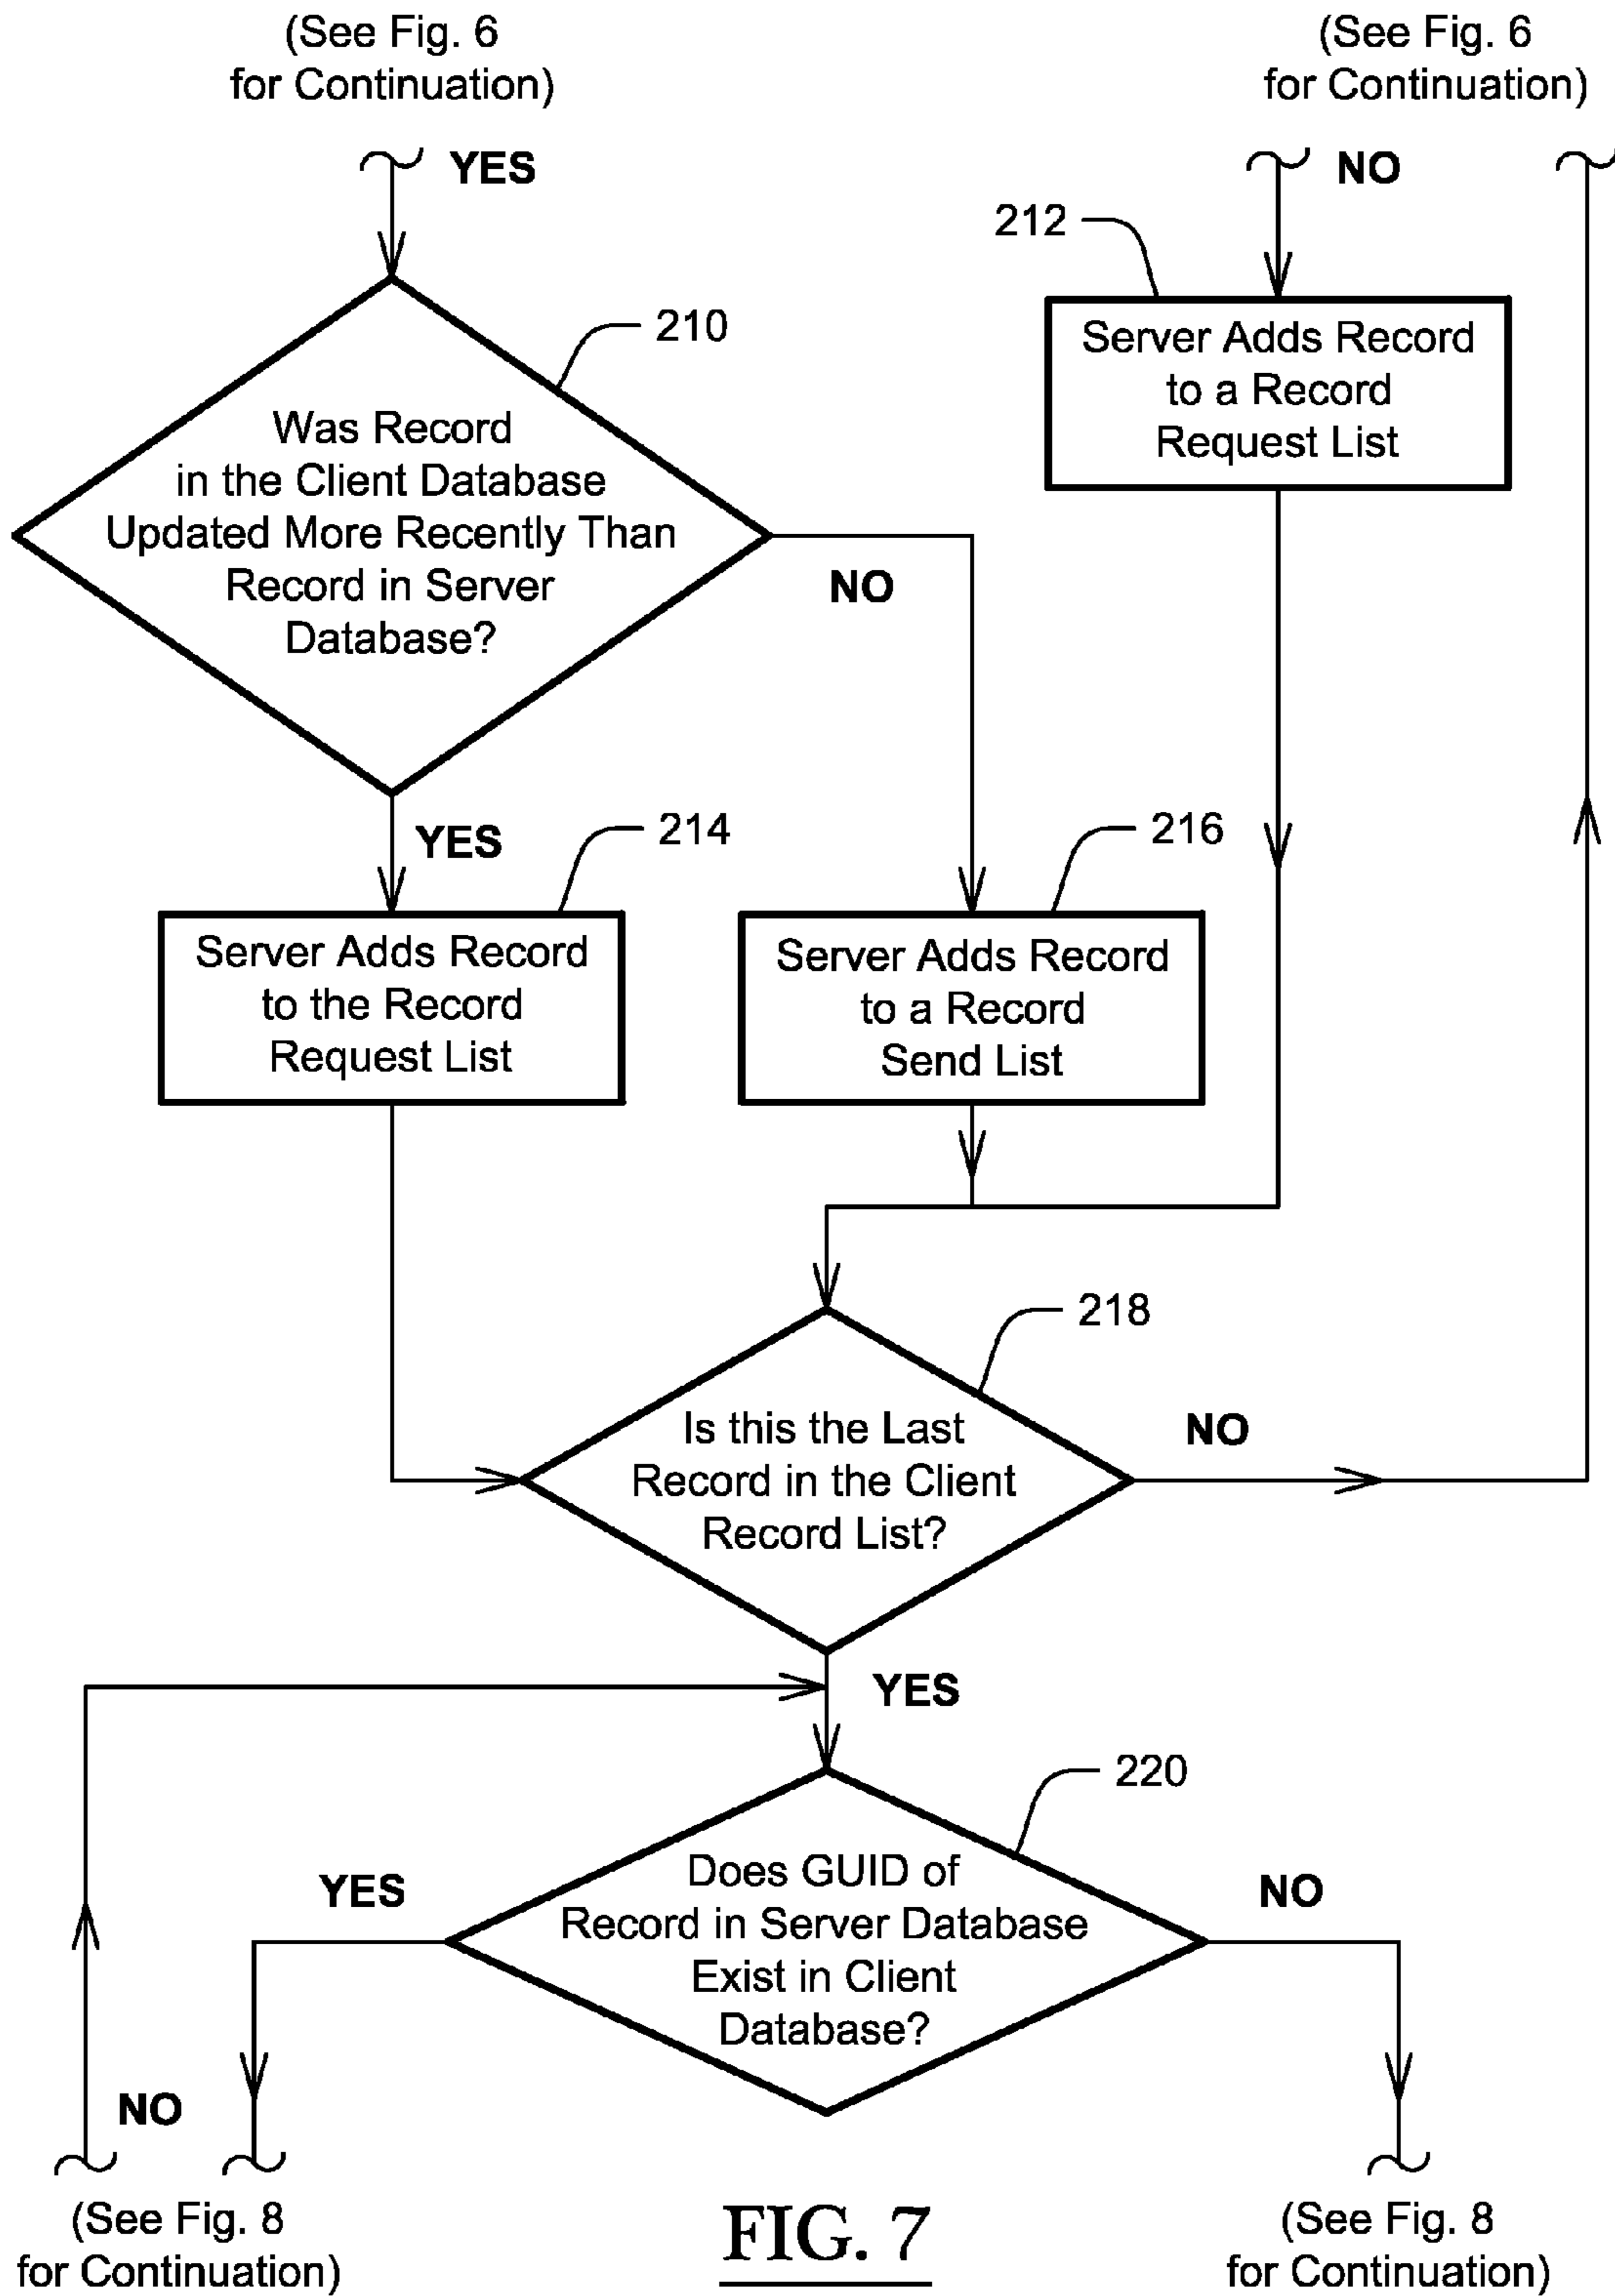 (See Fig. 6
for Continuation)
(See Fig. 6
for Continuation)
YES
NO
212
210
Server Adds Record
to a Record
Request List
Was Record
in the Client Database
Updated More Recently Than
Record in Server
Database?
NO
YES
214
216
Server Adds Record
to the Record
Request List
Server Adds Record
to a Record
Send List
218
Is this the Last
Record in the Client
Record List?
NO
YES
220
Does GUID of
Record in Server Database
Exist in Client
Database?
YES
NO
NO
(See Fig. 8
for Continuation)
FIG. 7
(See Fig. 8
for Continuation)